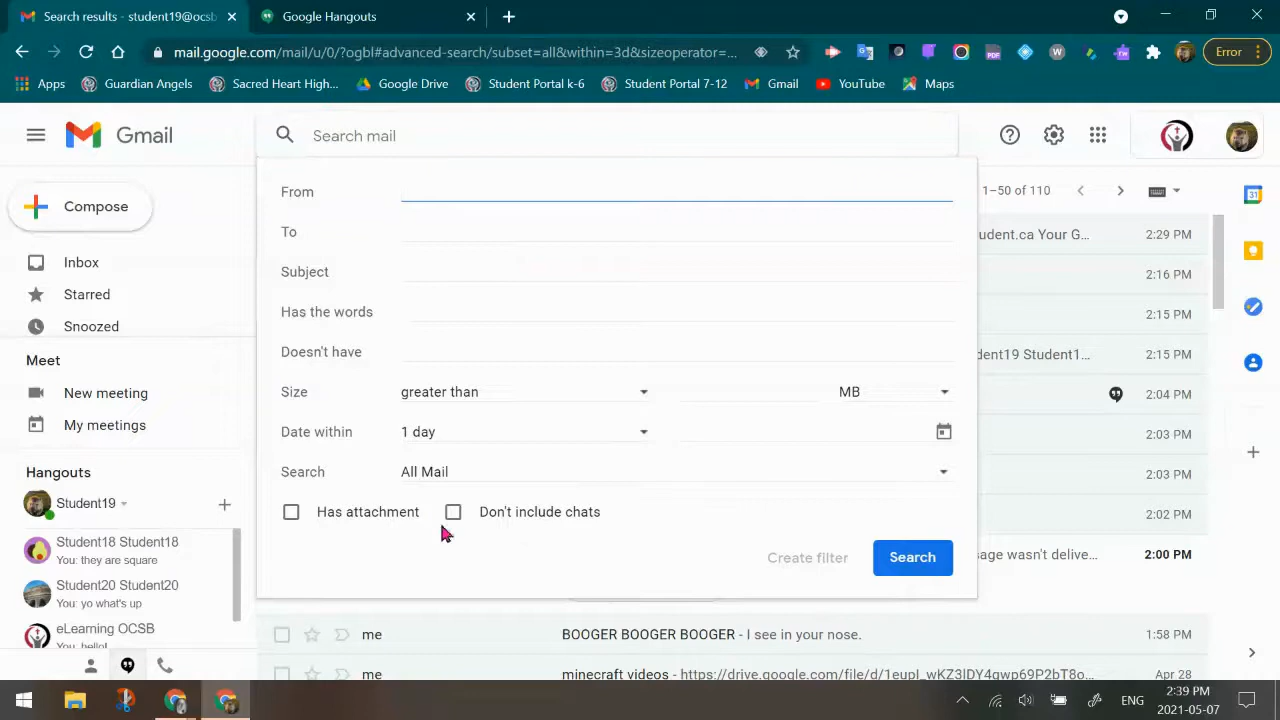 Search results - student19@ocsb
Google Hangouts
mail.google.com/mail/u/0/?ogbl#advanced-search/subset=all&within=3d&sizeoperator=...
Error
Apps
Guardian Angels
Sacred Heart High...
Google Drive
Student Portal k-6
Student Portal 7-12
Gmail
YouTube
Maps
Gmail
Search mail
Compose
Inbox
Starred
Snoozed
Meet
New meeting
My meetings
Hangouts
Student19
Student18 Student18
You: they are square
Student20 Student20
You: yo what's up
eLearning OCSB
You: hello!
From
To
Subject
Has the words
Doesn't have
Size greater than MB
Date within 1 day
Search All Mail
Has attachment Don't include chats
Create filter Search
1–50 of 110
udent.ca Your G... 2:29 PM
2:16 PM
2:15 PM
dent19 Student1... 2:15 PM
2:04 PM
2:03 PM
2:03 PM
2:02 PM
sage wasn't delive... 2:00 PM
me BOOGER BOOGER BOOGER - I see in your nose. 1:58 PM
me minecraft videos - Apr 28
31
ENG
2:39 PM
2021-05-07